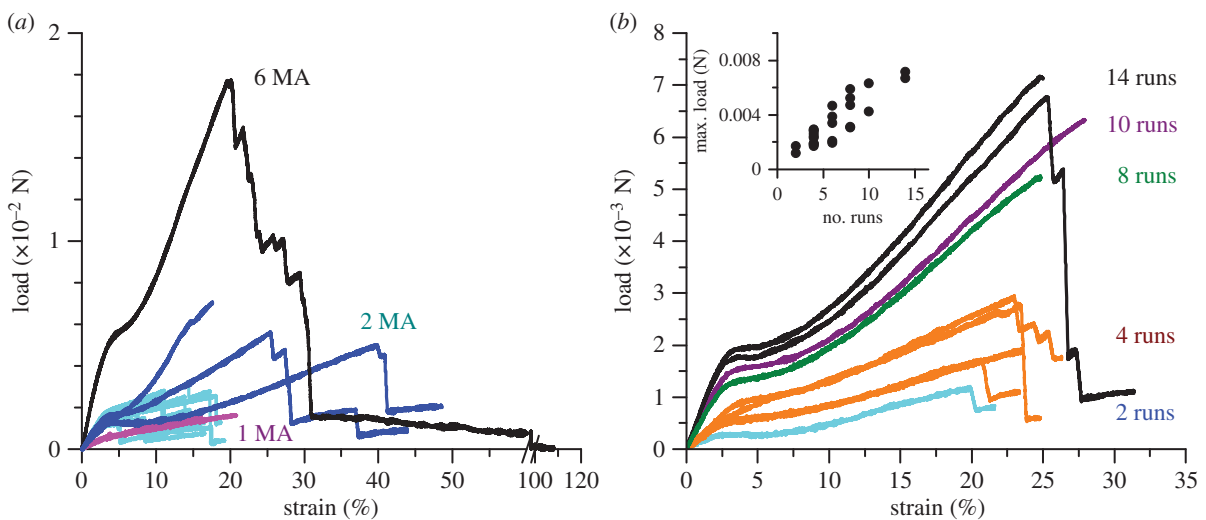 (a)
2
6 MA
load (×10⁻² N)
1
2 MA
1 MA
0
0 10 20 30 40 50 100 120
strain (%)
(b)
8
7
6
5
4
3
2
1
0
load (×10⁻³ N)
0.008
0.004
0
max. load (N)
0 5 10 15
no. runs
14 runs
10 runs
8 runs
4 runs
2 runs
0 5 10 15 20 25 30 35
strain (%)